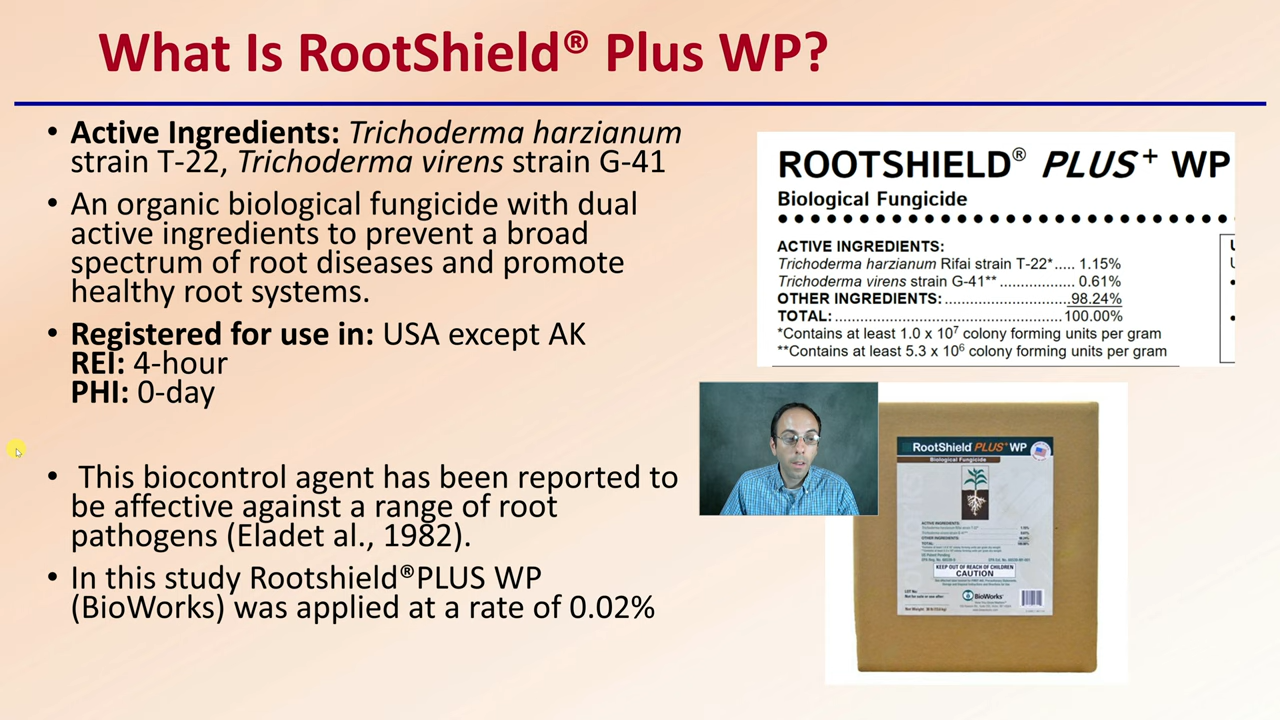 What Is RootShield® Plus WP?
• Active Ingredients: Trichoderma harzianum
strain T-22, Trichoderma virens strain G-41
• An organic biological fungicide with dual
active ingredients to prevent a broad
spectrum of root diseases and promote
healthy root systems.
• Registered for use in: USA except AK
REI: 4-hour
PHI: 0-day
• This biocontrol agent has been reported to
be affective against a range of root
pathogens (Eladet al., 1982).
• In this study Rootshield®PLUS WP
(BioWorks) was applied at a rate of 0.02%
ROOTSHIELD® PLUS+ WP
Biological Fungicide
ACTIVE INGREDIENTS:
Trichoderma harzianum Rifai strain T-22*..... 1.15%
Trichoderma virens strain G-41** .................. 0.61%
OTHER INGREDIENTS: ............................98.24%
TOTAL: ...................................................100.00%
*Contains at least 1.0 x 10⁷ colony forming units per gram
**Contains at least 5.3 x 10⁶ colony forming units per gram
RootShield PLUS+ WP
Biological Fungicide
ACTIVE INGREDIENTS:
OTHER INGREDIENTS:
TOTAL:
KEEP OUT OF REACH OF CHILDREN
CAUTION
BioWorks